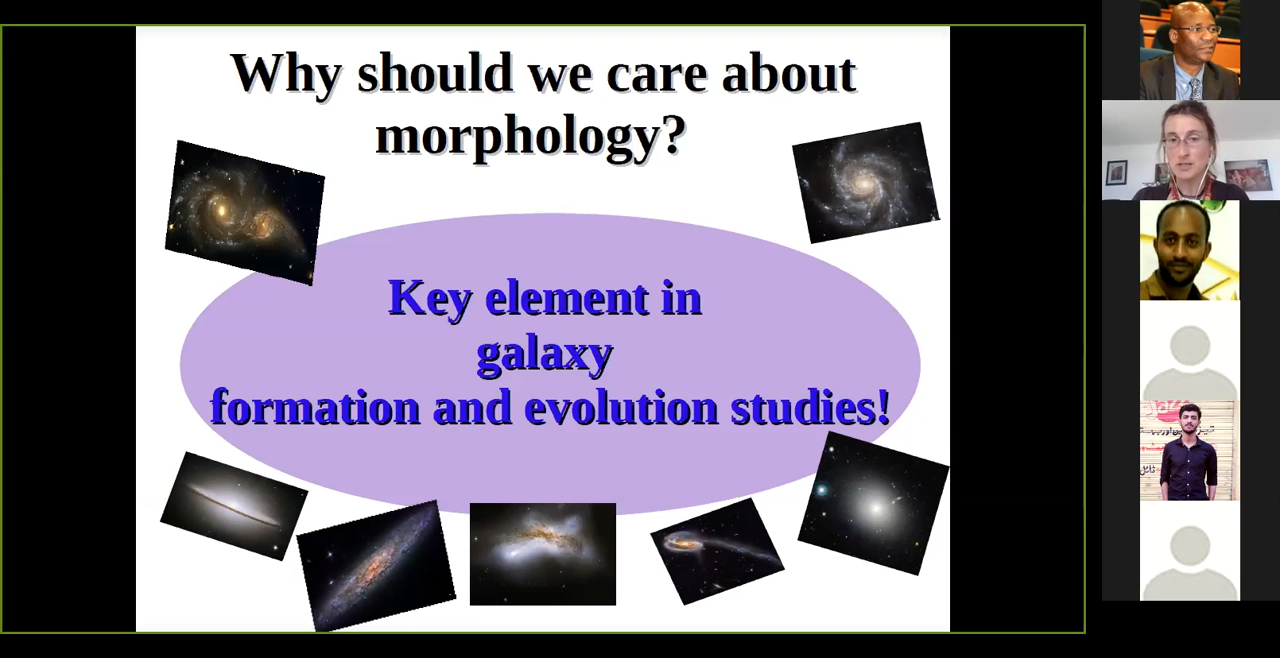 Why should we care about
morphology?
Key element in
galaxy
formation and evolution studies!